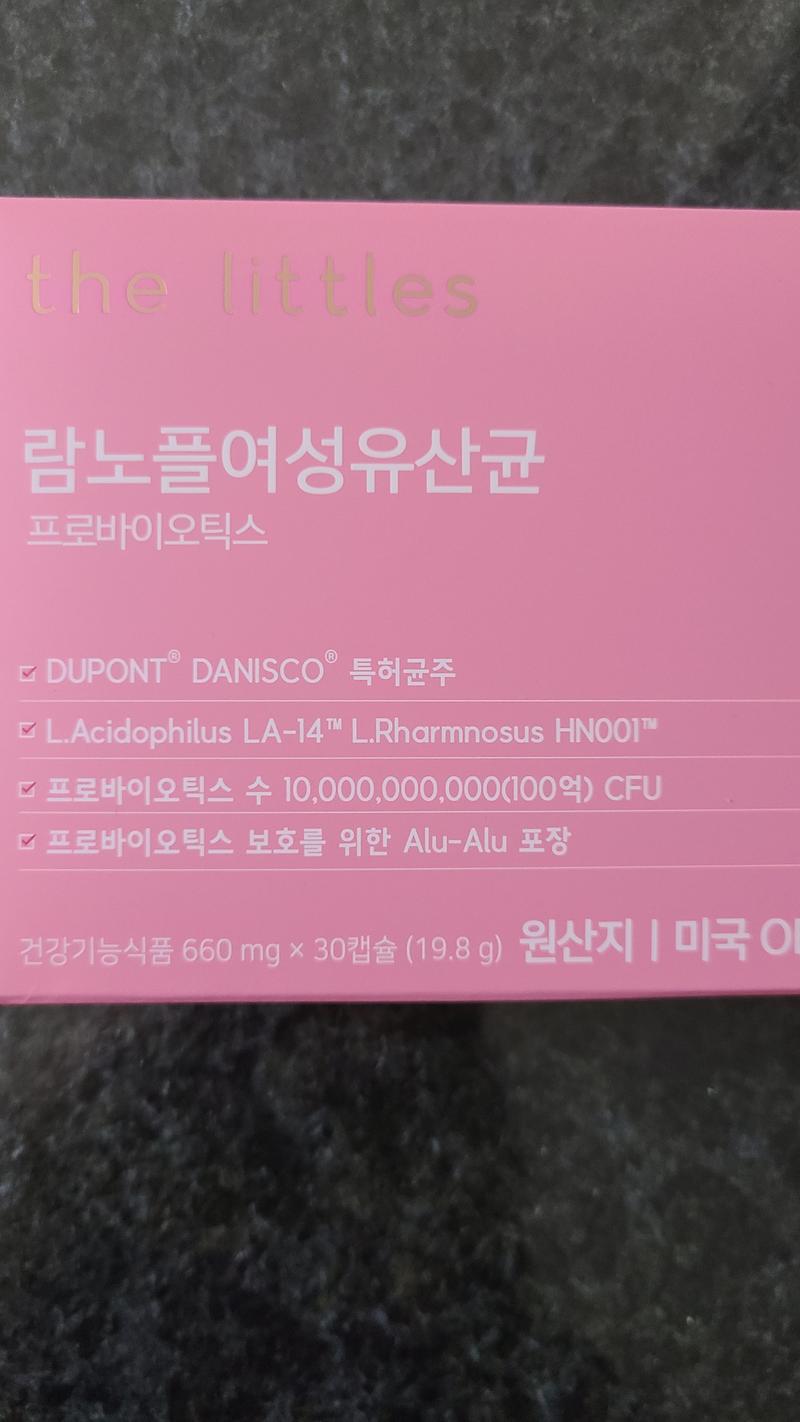 the littles
람노플여성유산균
프로바이오틱스
DUPONT® DANISCO® 특허균주
L.Acidophilus LA-14™ L.Rharmnosus HN001™
프로바이오틱스 수 10,000,000,000(100억) CFU
프로바이오틱스 보호를 위한 Alu-Alu 포장
건강기능식품 660 mg × 30캡슐 (19.8 g) 원산지 | 미국